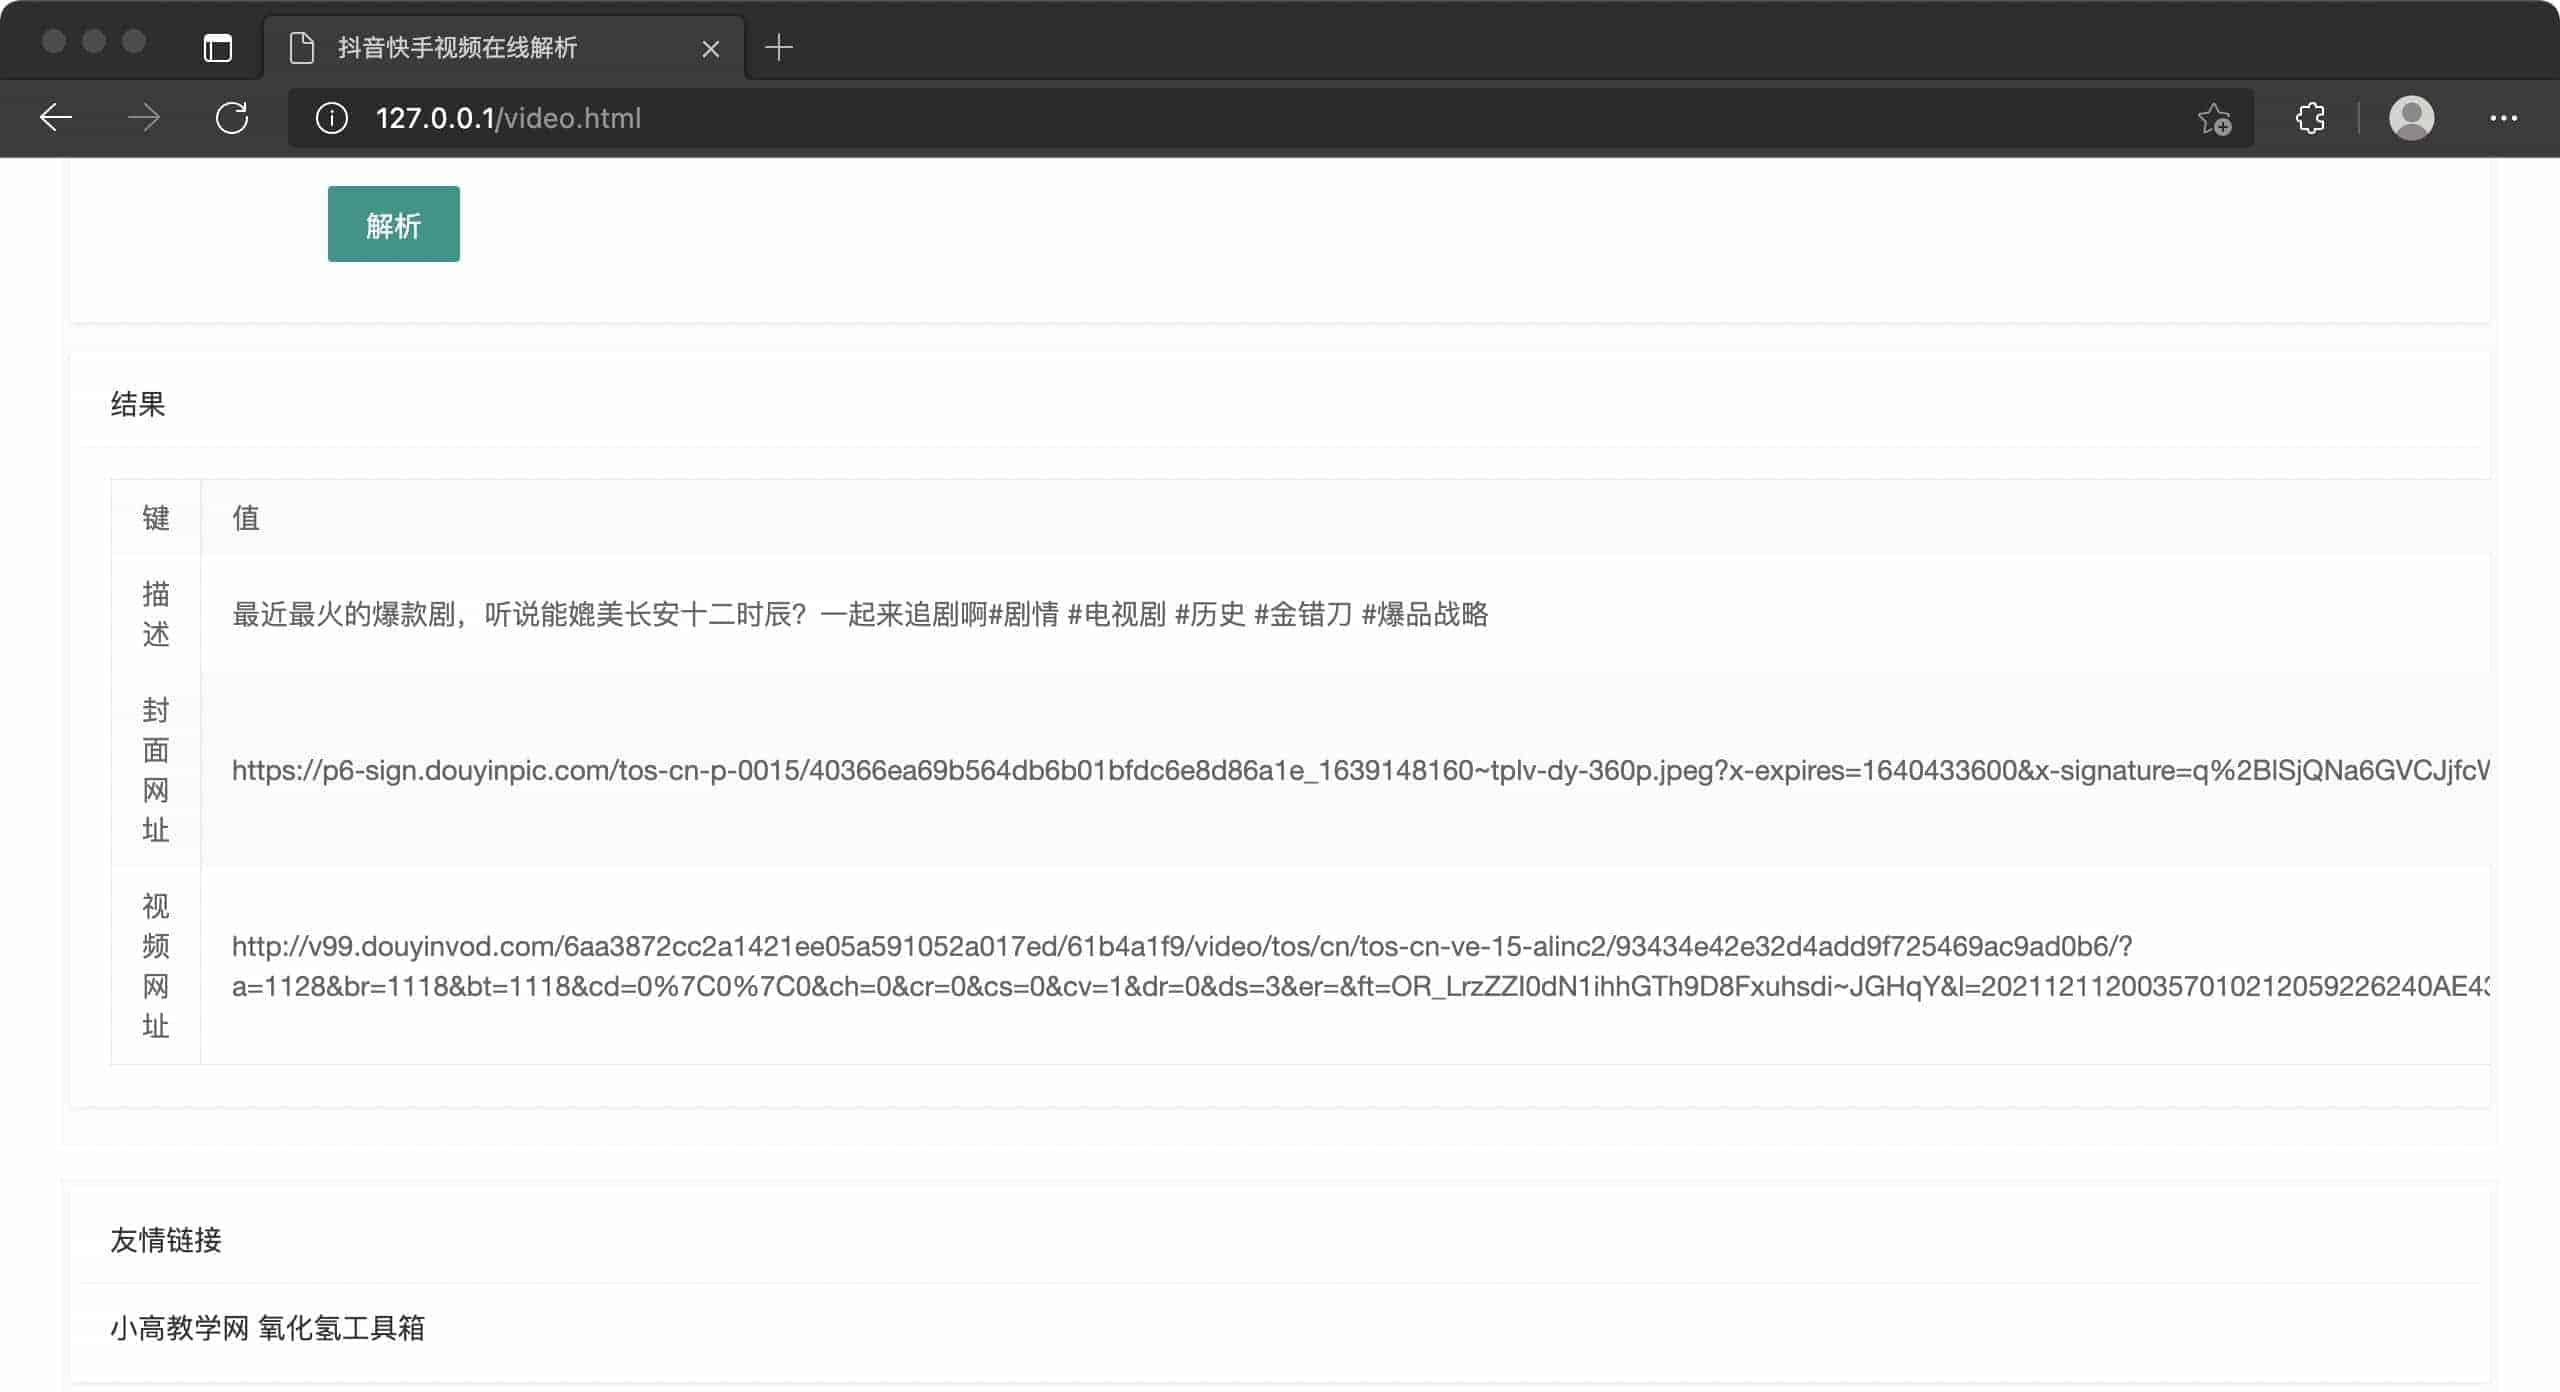 抖音快手视频在线解析
127.0.0.1/video.html
解析
结果
键 值
描述 最近最火的爆款剧，听说能媲美长安十二时辰？一起来追剧啊#剧情 #电视剧 #历史 #金错刀 #爆品战略
封面网址 https://p6-sign.douyinpic.com/tos-cn-p-0015/40366ea69b564db6b01bfdc6e8d86a1e_1639148160~tplv-dy-360p.jpeg?x-expires=1640433600&x-signature=q%2BlSjQNa6GVCJjfcW
视频网址 http://v99.douyinvod.com/6aa3872cc2a1421ee05a591052a017ed/61b4a1f9/video/tos/cn/tos-cn-ve-15-alinc2/93434e42e32d4add9f725469ac9ad0b6/?
a=1128&br=1118&bt=1118&cd=0%7C0%7C0&ch=0&cr=0&cs=0&cv=1&dr=0&ds=3&er=&ft=OR_LrzZZI0dN1ihhGTh9D8Fxuhsdi~JGHqY&l=202112112003570102120592262​40AE43
友情链接
小高教学网 氧化氢工具箱